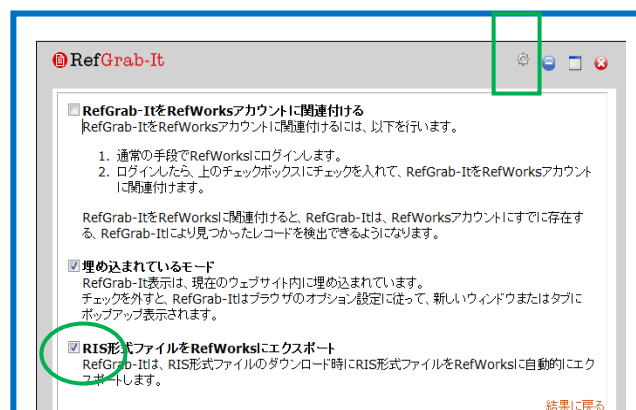 RefGrab-It
RefGrab-ItをRefWorksアカウントに関連付ける
RefGrab-ItをRefWorksアカウントに関連付けるには、以下を行います。
1. 通常の手段でRefWorksにログインします。
2. ログインしたら、上のチェックボックスにチェックを入れて、RefGrab-ItをRefWorksアカウント
に関連付けます。
RefGrab-ItをRefWorksに関連付けると、RefGrab-Itは、RefWorksアカウントにすでに存在す
る、RefGrab-Itにより見つかったレコードを検出できるようになります。
埋め込まれているモード
RefGrab-It表示は、現在のウェブサイト内に埋め込まれています。
チェックを外すと、RefGrab-Itはブラウザのオプション設定に従って、新しいウィンドウまたはタブに
ポップアップ表示されます。
RIS形式ファイルをRefWorksにエクスポート
RefGrab-Itは、RIS形式ファイルのダウンロード時にRIS形式ファイルをRefWorksに自動的にエク
スポートします。
結果に戻る